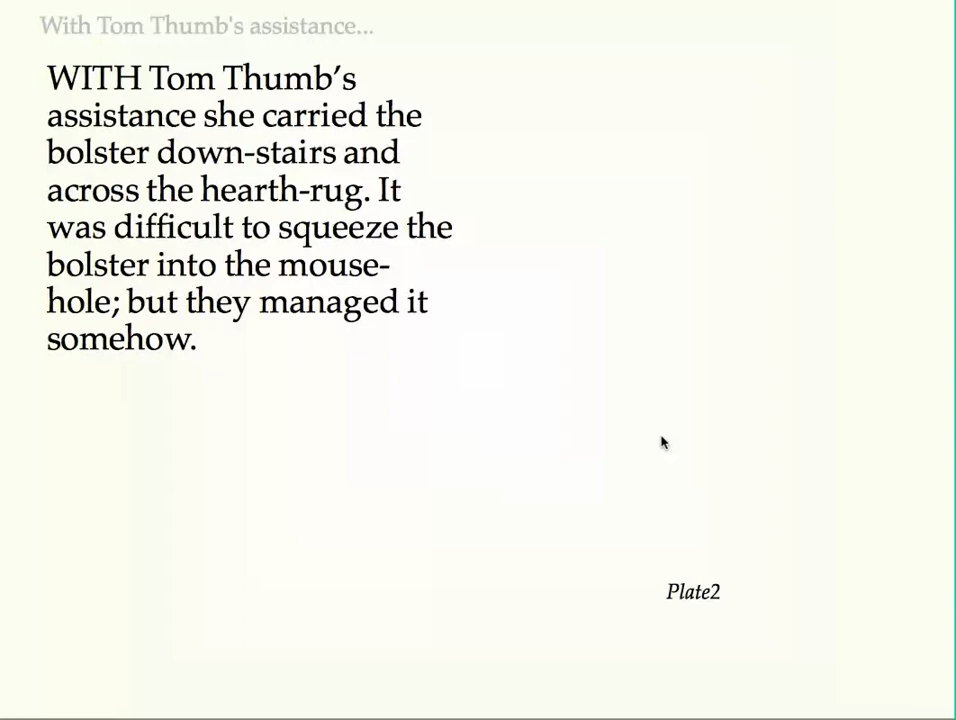 With Tom Thumb's assistance...
WITH Tom Thumb’s
assistance she carried the
bolster down-stairs and
across the hearth-rug. It
was difficult to squeeze the
bolster into the mouse-
hole; but they managed it
somehow.
Plate2